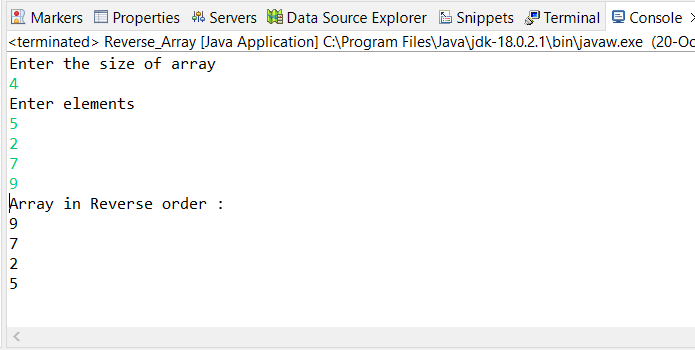 Markers Properties Servers Data Source Explorer Snippets Terminal Console
<terminated> Reverse_Array [Java Application] C:\Program Files\Java\jdk-18.0.2.1\bin\javaw.exe (20-Oc
Enter the size of array
4
Enter elements
5
2
7
9
Array in Reverse order :
9
7
2
5